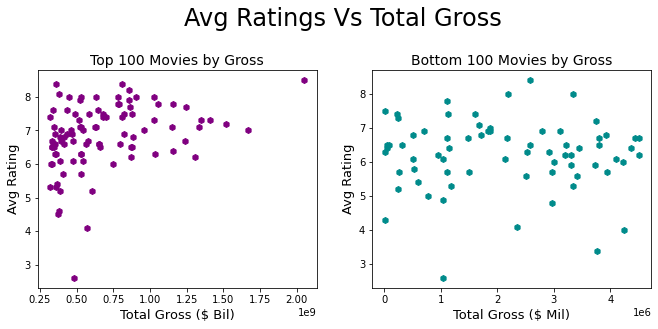 Avg Ratings Vs Total Gross
Top 100 Movies by Gross
Avg Rating
8
7
6
5
4
3
0.25 0.50 0.75 1.00 1.25 1.50 1.75 2.00
1e9
Total Gross ($ Bil)
Bottom 100 Movies by Gross
Avg Rating
8
7
6
5
4
3
0 1 2 3 4
1e6
Total Gross ($ Mil)